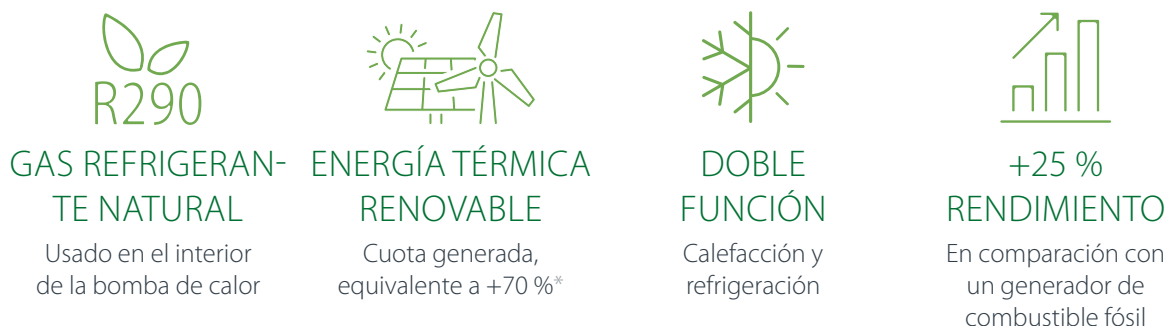 R290
GAS REFRIGERAN-
TE NATURAL
Usado en el interior
de la bomba de calor
ENERGÍA TÉRMICA
RENOVABLE
Cuota generada,
equivalente a +70 %*
DOBLE
FUNCIÓN
Calefacción y
refrigeración
+25 %
RENDIMIENTO
En comparación con
un generador de
combustible fósil